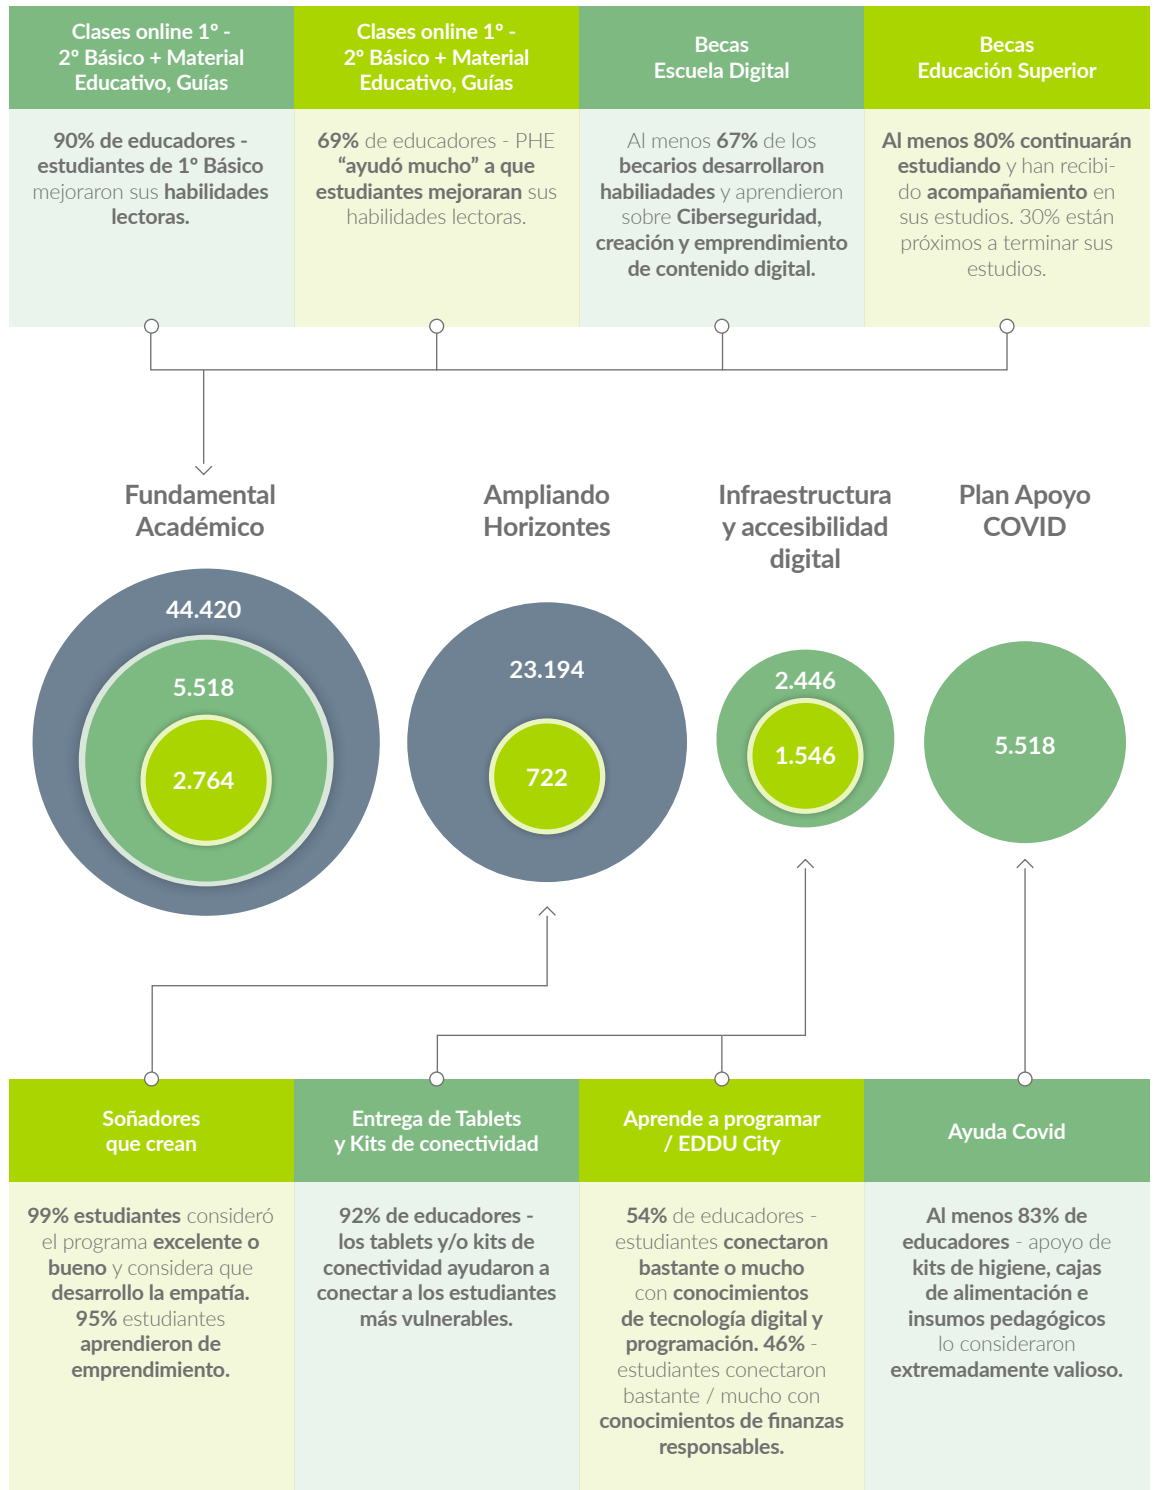 Clases online 1º -
2º Básico + Material
Educativo, Guías
Clases online 1º -
2º Básico + Material
Educativo, Guías
Becas
Escuela Digital
Becas
Educación Superior
90% de educadores -
estudiantes de 1º Básico
mejoraron sus habilidades
lectoras.
69% de educadores - PHE
“ayudó mucho” a que
estudiantes mejoraran sus
habilidades lectoras.
Al menos 67% de los
becarios desarrollaron
habiliadades y aprendieron
sobre Ciberseguridad,
creación y emprendimiento
de contenido digital.
Al menos 80% continuarán
estudiando y han recibi-
do acompañamiento en
sus estudios. 30% están
próximos a terminar sus
estudios.
Fundamental
Académico
Ampliando
Horizontes
Infraestructura
y accesibilidad
digital
Plan Apoyo
COVID
44.420
5.518
2.764
23.194
722
2.446
1.546
5.518
Soñadores
que crean
Entrega de Tablets
y Kits de conectividad
Aprende a programar
/ EDDU City
Ayuda Covid
99% estudiantes consideró
el programa excelente o
bueno y considera que
desarrollo la empatía.
95% estudiantes
aprendieron de
emprendimiento.
92% de educadores -
los tablets y/o kits de
conectividad ayudaron a
conectar a los estudiantes
más vulnerables.
54% de educadores -
estudiantes conectaron
bastante o mucho
con conocimientos
de tecnología digital y
programación. 46% -
estudiantes conectaron
bastante / mucho con
conocimientos de finanzas
responsables.
Al menos 83% de
educadores - apoyo de
kits de higiene, cajas
de alimentación e
insumos pedagógicos
lo consideraron
extremadamente valioso.